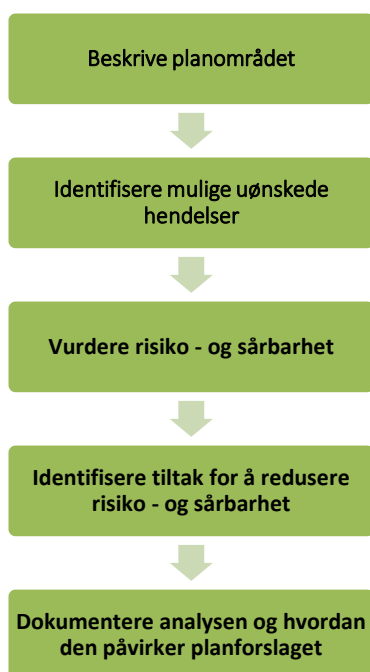 Beskrive planområdet
Identifisere mulige uønskede
hendelser
Vurdere risiko - og sårbarhet
Identifisere tiltak for å redusere
risiko - og sårbarhet
Dokumentere analysen og hvordan
den påvirker planforslaget